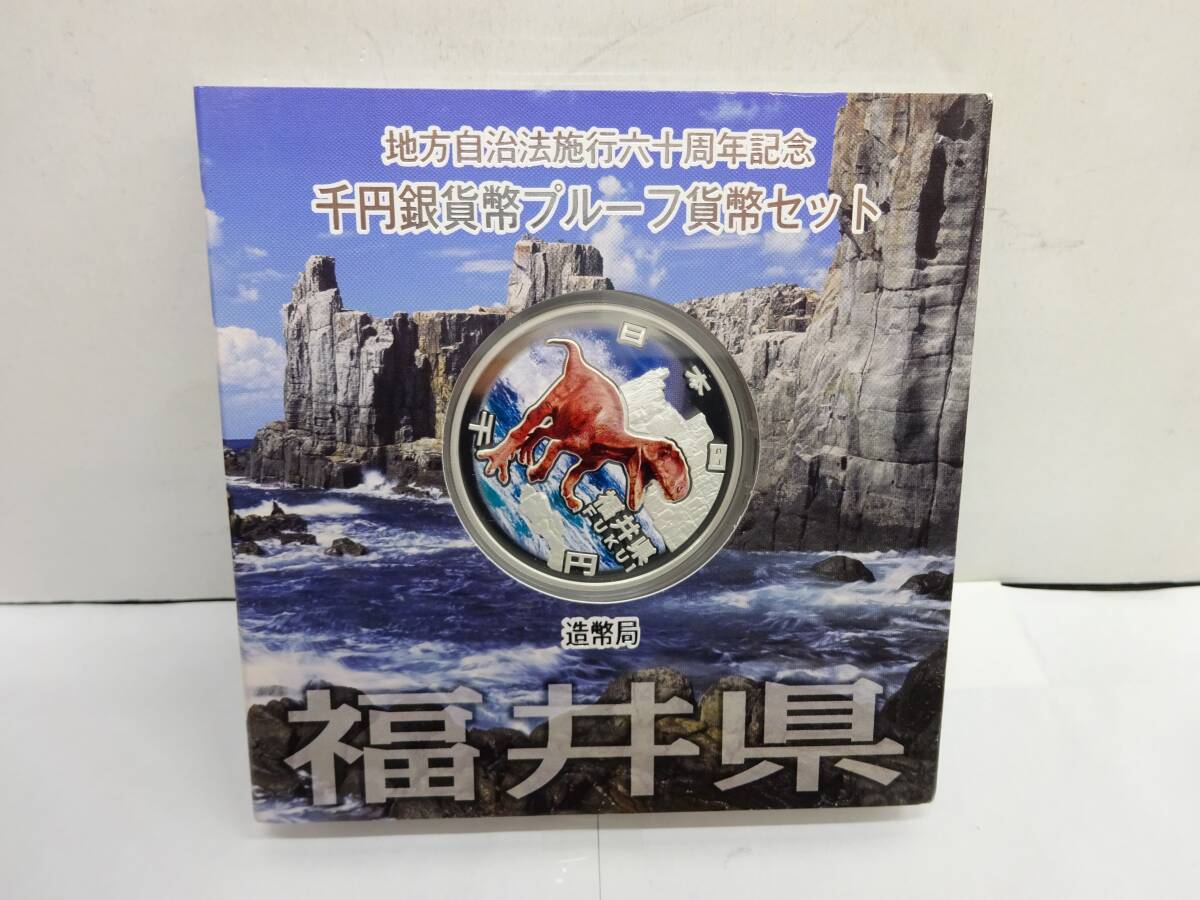 地方自治法施行六十周年記念
千円銀貨幣プルーフ貨幣セット
日本国
千円
福井県
FUKUI
造幣局
福井県